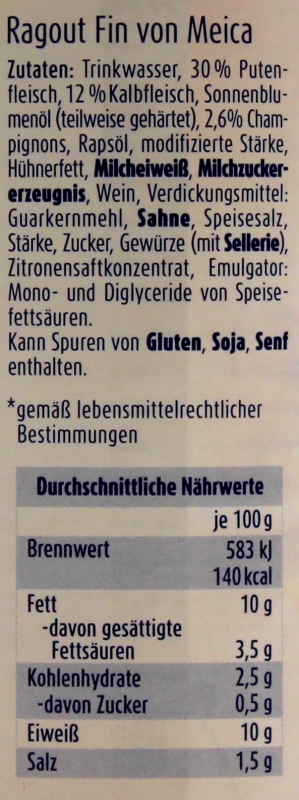 Ragout Fin von Meica
Zutaten: Trinkwasser, 30% Puten-
fleisch, 12% Kalbfleisch, Sonnenblu-
menöl (teilweise gehärtet), 2,6% Cham-
pignons, Rapsöl, modifizierte Stärke,
Hühnerfett, Milcheiweiß, Milchzucker-
erzeugnis, Wein, Verdickungsmittel:
Guarkernmehl, Sahne, Speisesalz,
Stärke, Zucker, Gewürze (mit Sellerie),
Zitronensaftkonzentrat, Emulgator:
Mono- und Diglyceride von Speise-
fettsäuren.
Kann Spuren von Gluten, Soja, Senf
enthalten.
*gemäß lebensmittelrechtlicher
Bestimmungen
Durchschnittliche Nährwerte
je 100g
Brennwert 583 kJ
140 kcal
Fett 10 g
-davon gesättigte
Fettsäuren 3,5 g
Kohlenhydrate 2,5 g
-davon Zucker 0,5 g
Eiweiß 10 g
Salz 1,5 g